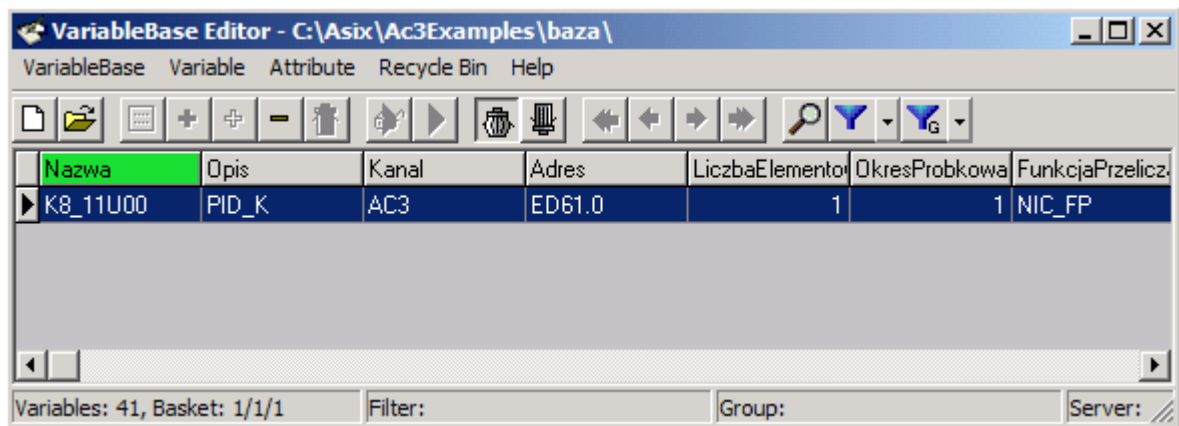 VariableBase Editor - C:\Asix\Ac3Examples\baza\
VariableBase Variable Attribute Recycle Bin Help
G
Nazwa Opis Kanal Adres LiczbaElemento OkresProbkowa FunkcjaPrzelicz
K8_11U00 PID_K AC3 ED61.0 1 1 NIC_FP
Variables: 41, Basket: 1/1/1 Filter: Group: Server: